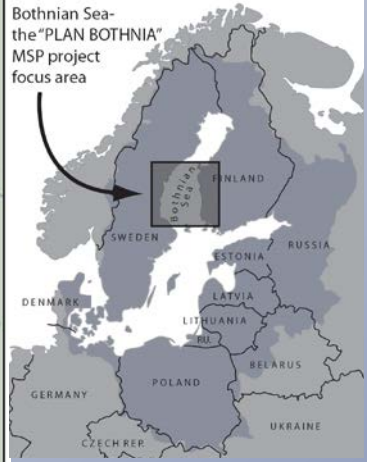 Bothnian Sea-
the "PLAN BOTHNIA"
MSP project
focus area
Bothnian
Sea
FINLAND
SWEDEN
RUSSIA
ESTONIA
LATVIA
DENMARK
LITHUANIA
RU.
BELARUS
POLAND
GERMANY
UKRAINE
CZECH REP.